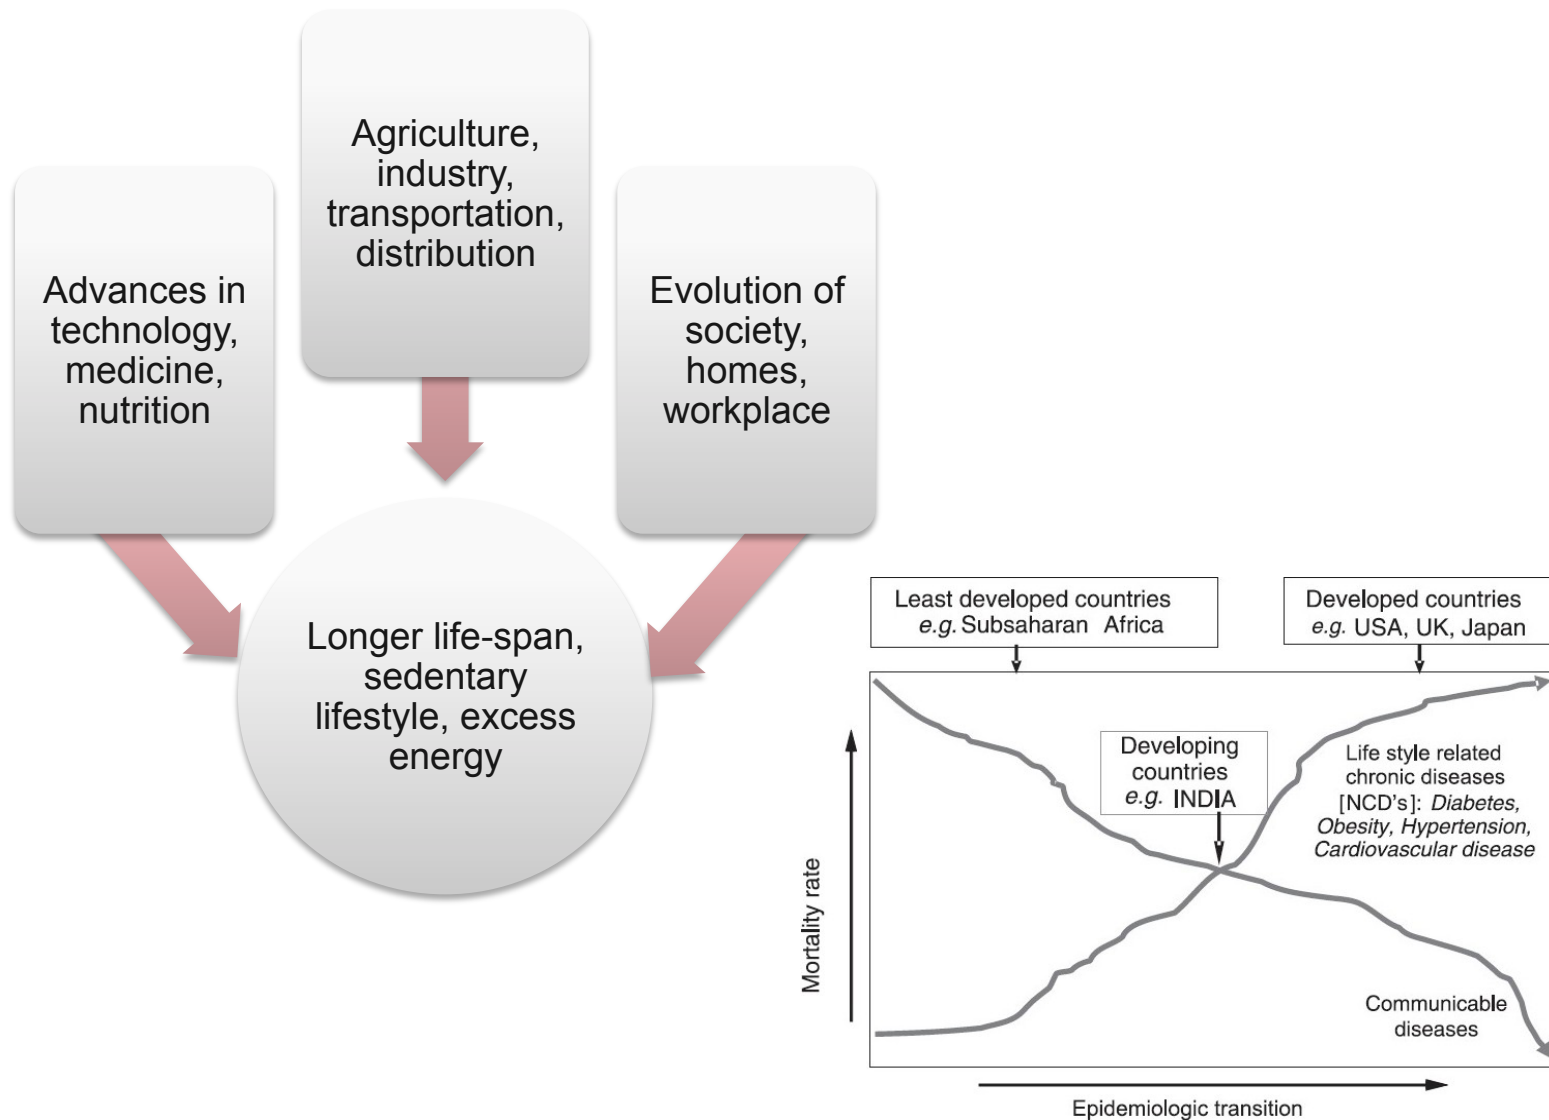 Agriculture,
industry,
transportation,
distribution
Advances in
technology,
medicine,
nutrition
Evolution of
society,
homes,
workplace
Longer life-span,
sedentary
lifestyle, excess
energy
Least developed countries
e.g. Subsaharan Africa
Developed countries
e.g. USA, UK, Japan
Developing
countries
e.g. INDIA
Life style related
chronic diseases
[NCD's]: Diabetes,
Obesity, Hypertension,
Cardiovascular disease
Mortality rate
Communicable
diseases
Epidemiologic transition